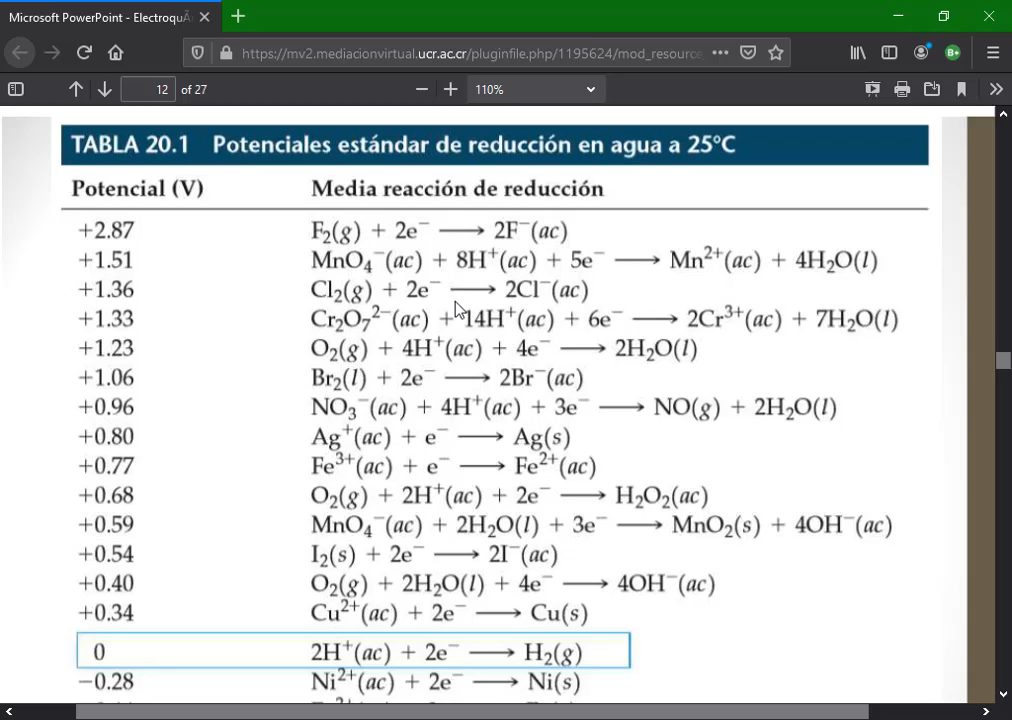 Microsoft PowerPoint - ElectroquÃ
https://mv2.mediacionvirtual.ucr.ac.cr/pluginfile.php/1195624/mod_resource
12 of 27
110%
TABLA 20.1 Potenciales estándar de reducción en agua a 25°C
Potencial (V) Media reacción de reducción
+2.87 F₂(g) + 2e⁻ ⟶ 2F⁻(ac)
+1.51 MnO₄⁻(ac) + 8H⁺(ac) + 5e⁻ ⟶ Mn²⁺(ac) + 4H₂O(l)
+1.36 Cl₂(g) + 2e⁻ ⟶ 2Cl⁻(ac)
+1.33 Cr₂O₇²⁻(ac) + 14H⁺(ac) + 6e⁻ ⟶ 2Cr³⁺(ac) + 7H₂O(l)
+1.23 O₂(g) + 4H⁺(ac) + 4e⁻ ⟶ 2H₂O(l)
+1.06 Br₂(l) + 2e⁻ ⟶ 2Br⁻(ac)
+0.96 NO₃⁻(ac) + 4H⁺(ac) + 3e⁻ ⟶ NO(g) + 2H₂O(l)
+0.80 Ag⁺(ac) + e⁻ ⟶ Ag(s)
+0.77 Fe³⁺(ac) + e⁻ ⟶ Fe²⁺(ac)
+0.68 O₂(g) + 2H⁺(ac) + 2e⁻ ⟶ H₂O₂(ac)
+0.59 MnO₄⁻(ac) + 2H₂O(l) + 3e⁻ ⟶ MnO₂(s) + 4OH⁻(ac)
+0.54 I₂(s) + 2e⁻ ⟶ 2I⁻(ac)
+0.40 O₂(g) + 2H₂O(l) + 4e⁻ ⟶ 4OH⁻(ac)
+0.34 Cu²⁺(ac) + 2e⁻ ⟶ Cu(s)
0 2H⁺(ac) + 2e⁻ ⟶ H₂(g)
−0.28 Ni²⁺(ac) + 2e⁻ ⟶ Ni(s)